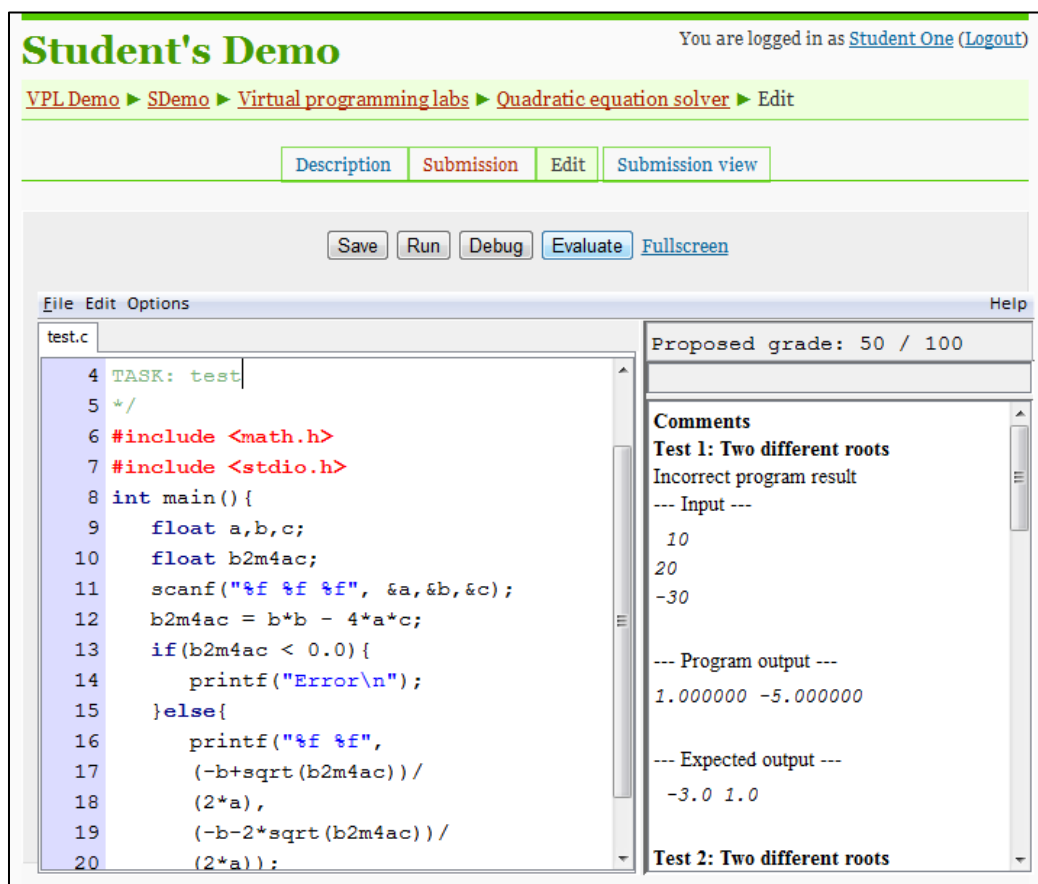 Student's Demo
You are logged in as Student One (Logout)
VPL Demo ► SDemo ► Virtual programming labs ► Quadratic equation solver ► Edit
Description Submission Edit Submission view
Save Run Debug Evaluate Fullscreen
File Edit Options Help
test.c
4 TASK: test
5 */
6 #include <math.h>
7 #include <stdio.h>
8 int main(){
9 float a,b,c;
10 float b2m4ac;
11 scanf("%f %f %f", &a,&b,&c);
12 b2m4ac = b*b - 4*a*c;
13 if(b2m4ac < 0.0){
14 printf("Error\n");
15 }else{
16 printf("%f %f",
17 (-b+sqrt(b2m4ac))/
18 (2*a),
19 (-b-2*sqrt(b2m4ac))/
20 (2*a));
Proposed grade: 50 / 100
Comments
Test 1: Two different roots
Incorrect program result
--- Input ---
10
20
-30
--- Program output ---
1.000000 -5.000000
--- Expected output ---
-3.0 1.0
Test 2: Two different roots